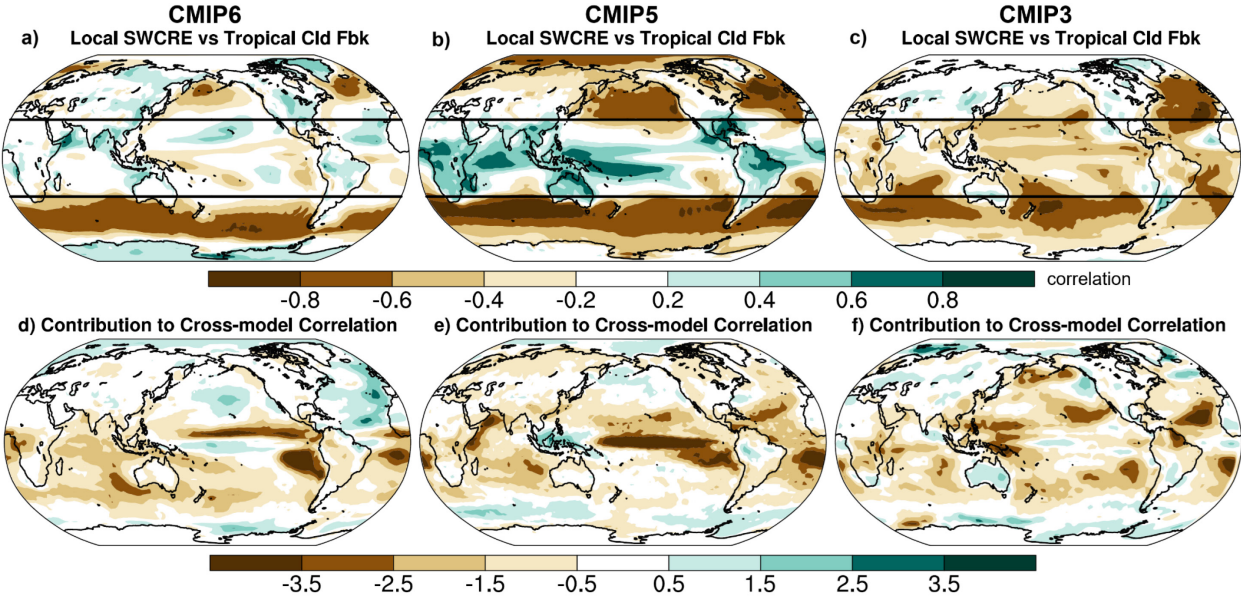 CMIP6 CMIP5 CMIP3
a) Local SWCRE vs Tropical Cld Fbk b) Local SWCRE vs Tropical Cld Fbk c) Local SWCRE vs Tropical Cld Fbk
-0.8 -0.6 -0.4 -0.2 0.2 0.4 0.6 0.8 correlation
d) Contribution to Cross-model Correlation e) Contribution to Cross-model Correlation f) Contribution to Cross-model Correlation
-3.5 -2.5 -1.5 -0.5 0.5 1.5 2.5 3.5